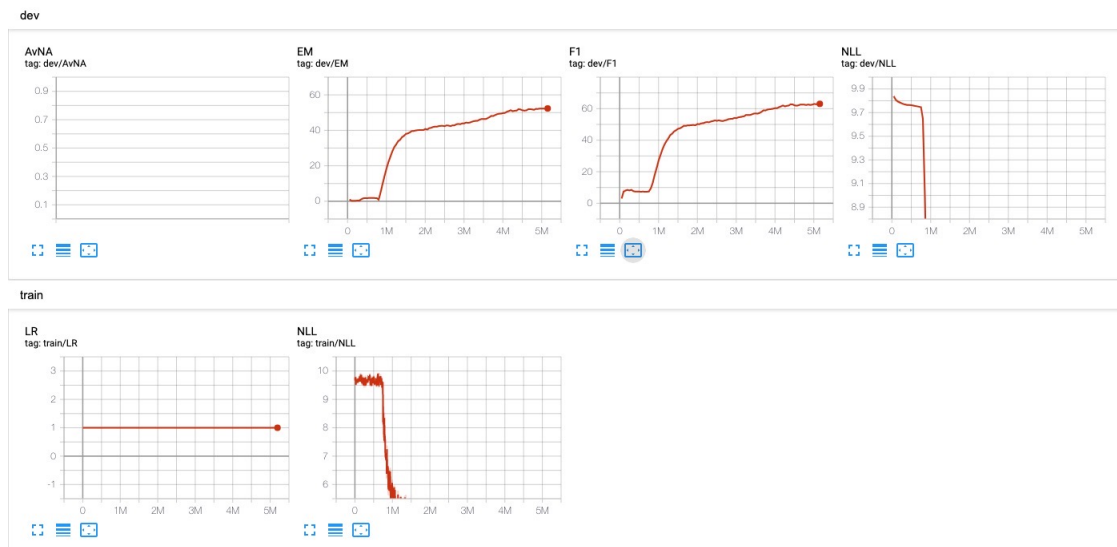 dev
AvNA
tag: dev/AvNA
0.9
0.7
0.5
0.3
0.1
EM
tag: dev/EM
60
40
20
0
0 1M 2M 3M 4M 5M
F1
tag: dev/F1
60
40
20
0
0 1M 2M 3M 4M 5M
NLL
tag: dev/NLL
9.9
9.7
9.5
9.3
9.1
8.9
0 1M 2M 3M 4M 5M
train
LR
tag: train/LR
3
2
1
0
-1
0 1M 2M 3M 4M 5M
NLL
tag: train/NLL
10
9
8
7
6
0 1M 2M 3M 4M 5M